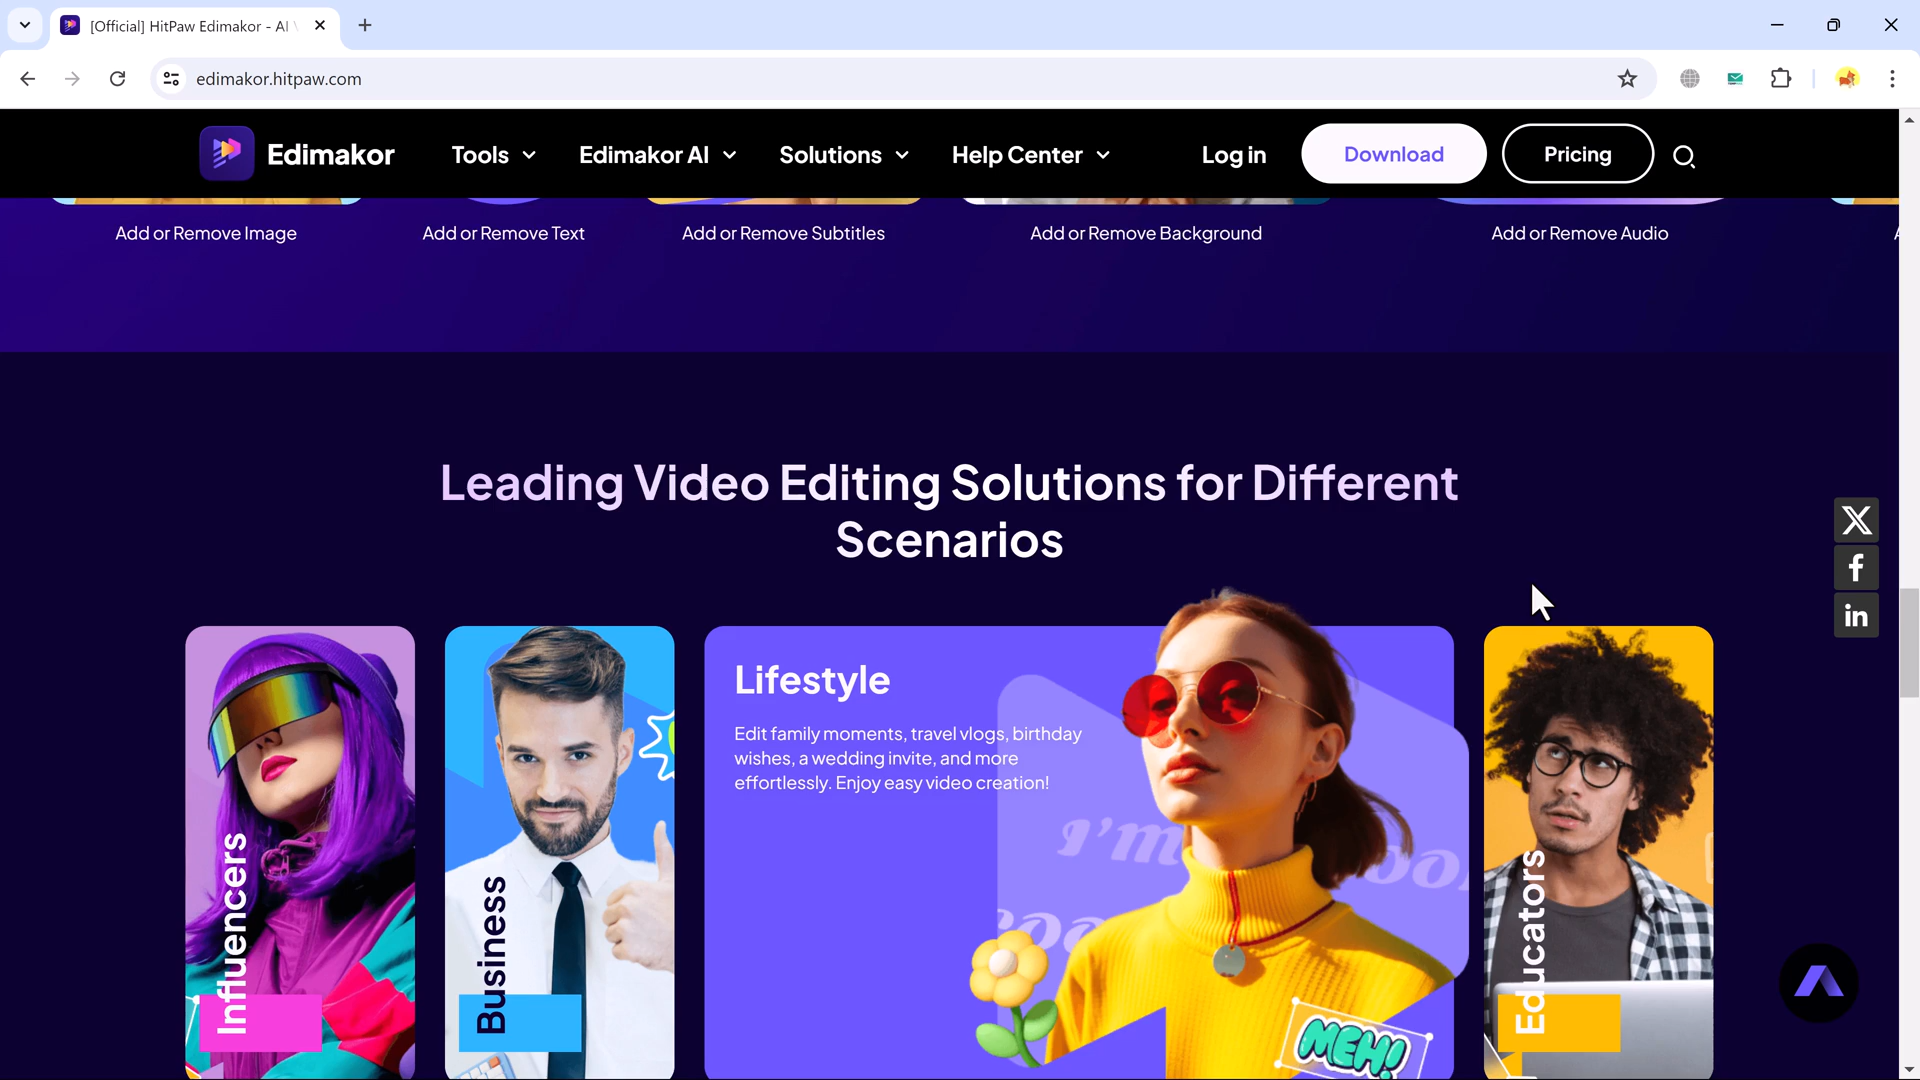 [Official] HitPaw Edimakor - AI
edimakor.hitpaw.com
Edimakor
Tools
Edimakor AI
Solutions
Help Center
Log in
Download
Pricing
Add or Remove Image
Add or Remove Text
Add or Remove Subtitles
Add or Remove Background
Add or Remove Audio
Leading Video Editing Solutions for Different
Scenarios
Influencers
Business
Lifestyle
Edit family moments, travel vlogs, birthday
wishes, a wedding invite, and more
effortlessly. Enjoy easy video creation!
I'm
MEH!
Educators
X
f
in